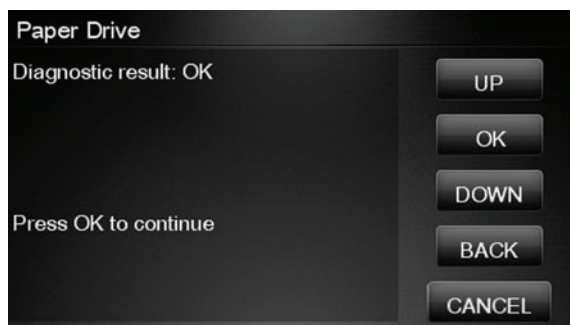 Paper Drive
Diagnostic result: OK
Press OK to continue
UP
OK
DOWN
BACK
CANCEL